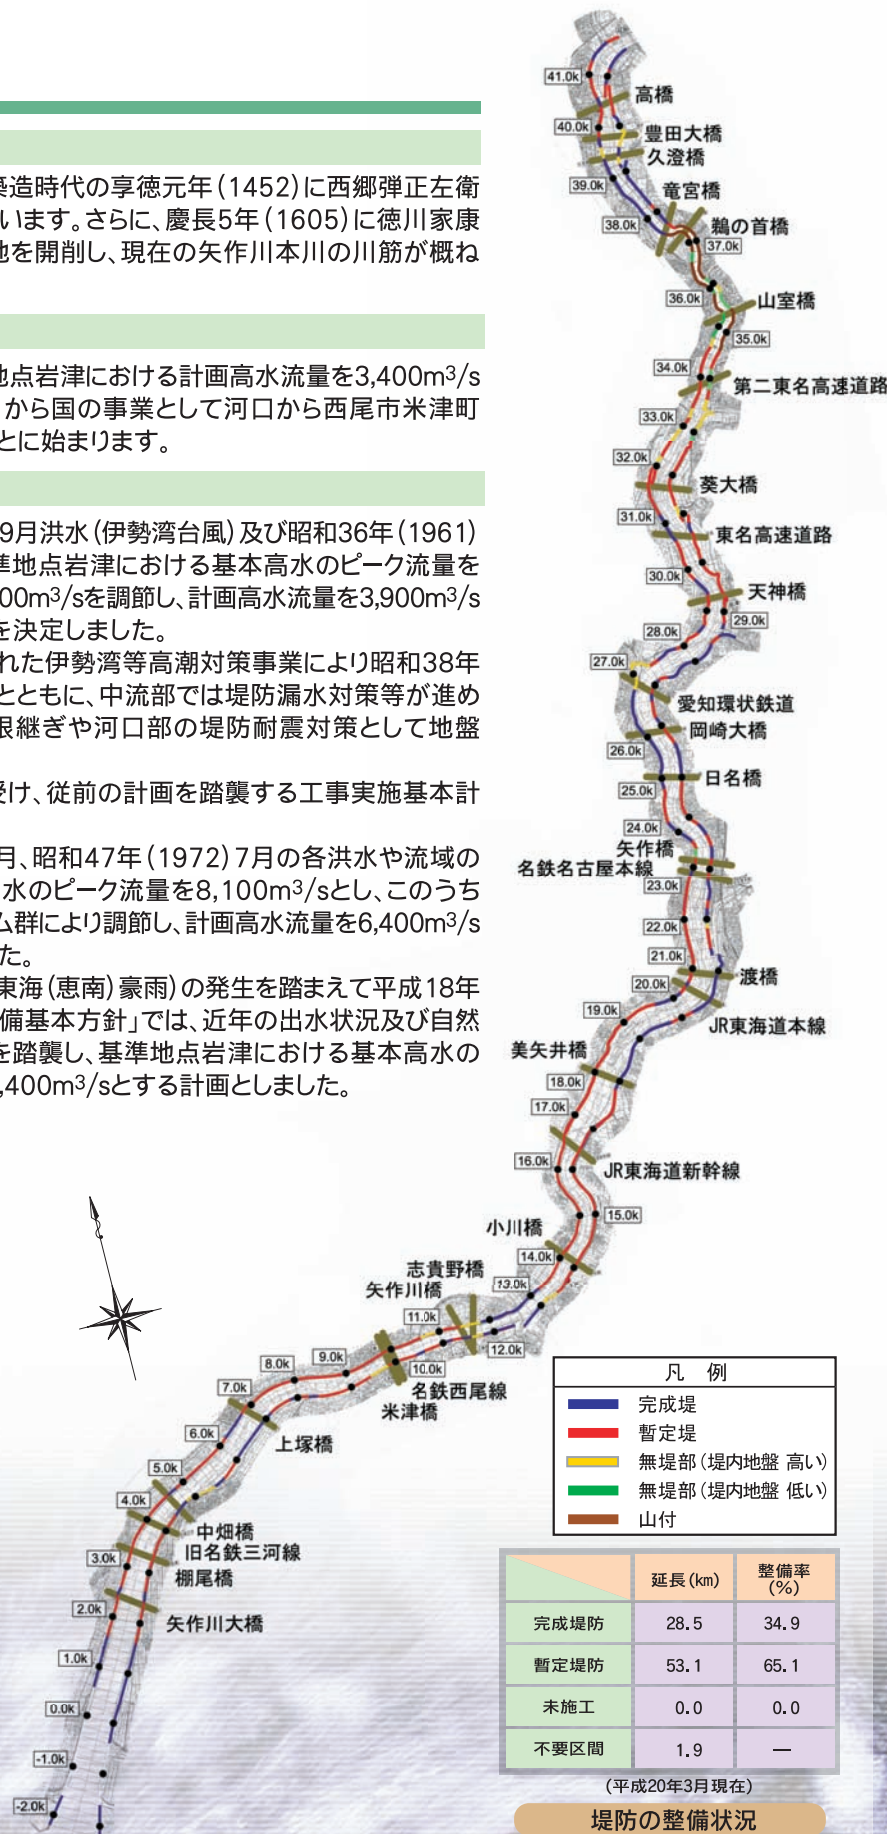 築造時代の享徳元年(1452)に西郷弾正左衛
います。さらに、慶長5年(1605)に徳川家康
地を開削し、現在の矢作川本川の川筋が概ね
地点岩津における計画高水流量を3,400m³/s
から国の事業として河口から西尾市米津町
とに始まります。
9月洪水(伊勢湾台風)及び昭和36年(1961)
準地点岩津における基本高水のピーク流量を
00m³/sを調節し、計画高水流量を3,900m³/s
を決定しました。
れた伊勢湾等高潮対策事業により昭和38年
とともに、中流部では堤防漏水対策等が進め
根継ぎや河口部の堤防耐震対策として地盤
受け、従前の計画を踏襲する工事実施基本計
月、昭和47年(1972)7月の各洪水や流域の
水のピーク流量を8,100m³/sとし、このうち
ム群により調節し、計画高水流量を6,400m³/s
た。
東海(恵南)豪雨)の発生を踏まえて平成18年
備基本方針」では、近年の出水状況及び自然
を踏襲し、基準地点岩津における基本高水の
,400m³/sとする計画としました。
41.0k
高橋
40.0k
豊田大橋
久澄橋
39.0k
竜宮橋
38.0k
鵜の首橋
37.0k
36.0k
山室橋
35.0k
34.0k
第二東名高速道路
33.0k
32.0k
葵大橋
31.0k
東名高速道路
30.0k
天神橋
29.0k
28.0k
27.0k
愛知環状鉄道
岡崎大橋
26.0k
日名橋
25.0k
24.0k
矢作橋
名鉄名古屋本線
23.0k
22.0k
21.0k
渡橋
20.0k
19.0k
JR東海道本線
美矢井橋
18.0k
17.0k
16.0k
JR東海道新幹線
15.0k
小川橋
14.0k
志貴野橋
13.0k
矢作川橋
11.0k
12.0k
9.0k
8.0k
10.0k
7.0k
名鉄西尾線
米津橋
6.0k
上塚橋
5.0k
4.0k
中畑橋
旧名鉄三河線
3.0k
棚尾橋
2.0k
矢作川大橋
1.0k
0.0k
-1.0k
-2.0k
凡 例
完成堤
暫定堤
無堤部(堤内地盤 高い)
無堤部(堤内地盤 低い)
山付
延長(km) 整備率(%)
完成堤防 28.5 34.9
暫定堤防 53.1 65.1
未施工 0.0 0.0
不要区間 1.9 —
(平成20年3月現在)
堤防の整備状況